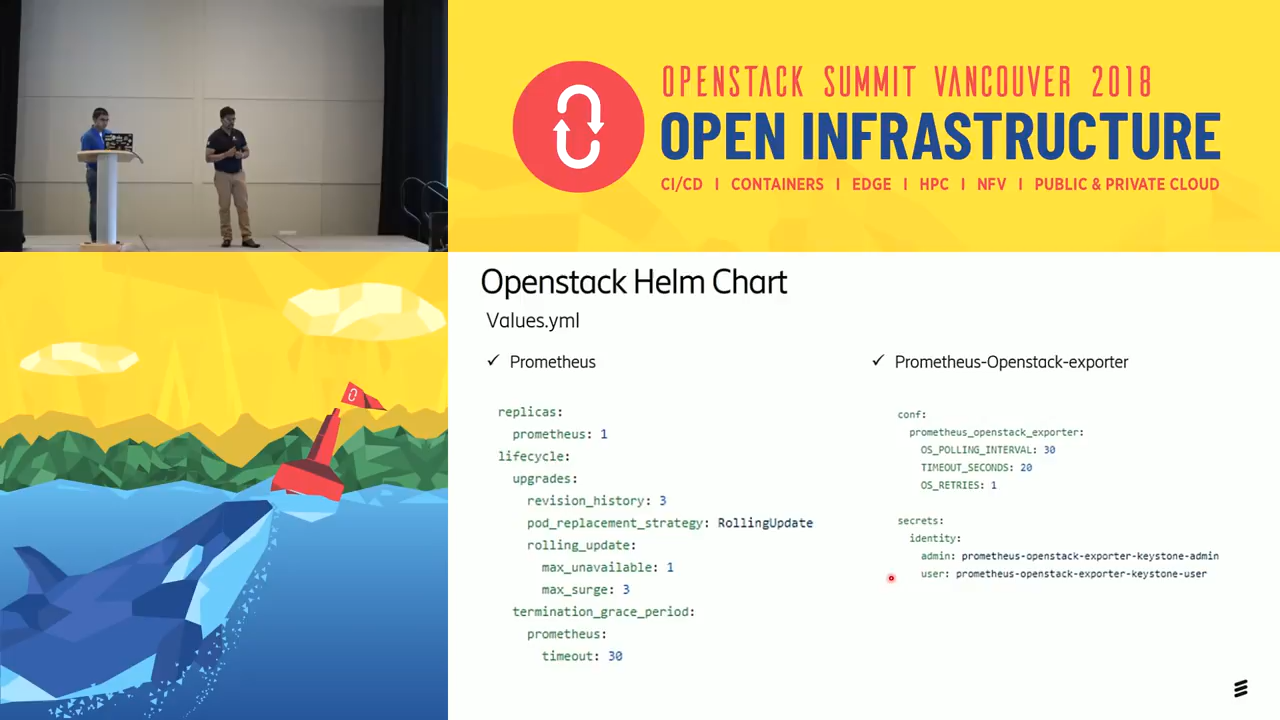 OPENSTACK SUMMIT VANCOUVER 2018
OPEN INFRASTRUCTURE
CI/CD | CONTAINERS | EDGE | HPC | NFV | PUBLIC & PRIVATE CLOUD
Openstack Helm Chart
Values.yml
✓ Prometheus
replicas:
prometheus: 1
lifecycle:
upgrades:
revision_history: 3
pod_replacement_strategy: RollingUpdate
rolling_update:
max_unavailable: 1
max_surge: 3
termination_grace_period:
prometheus:
timeout: 30
✓ Prometheus-Openstack-exporter
conf:
prometheus_openstack_exporter:
OS_POLLING_INTERVAL: 30
TIMEOUT_SECONDS: 20
OS_RETRIES: 1
secrets:
identity:
admin: prometheus-openstack-exporter-keystone-admin
user: prometheus-openstack-exporter-keystone-user